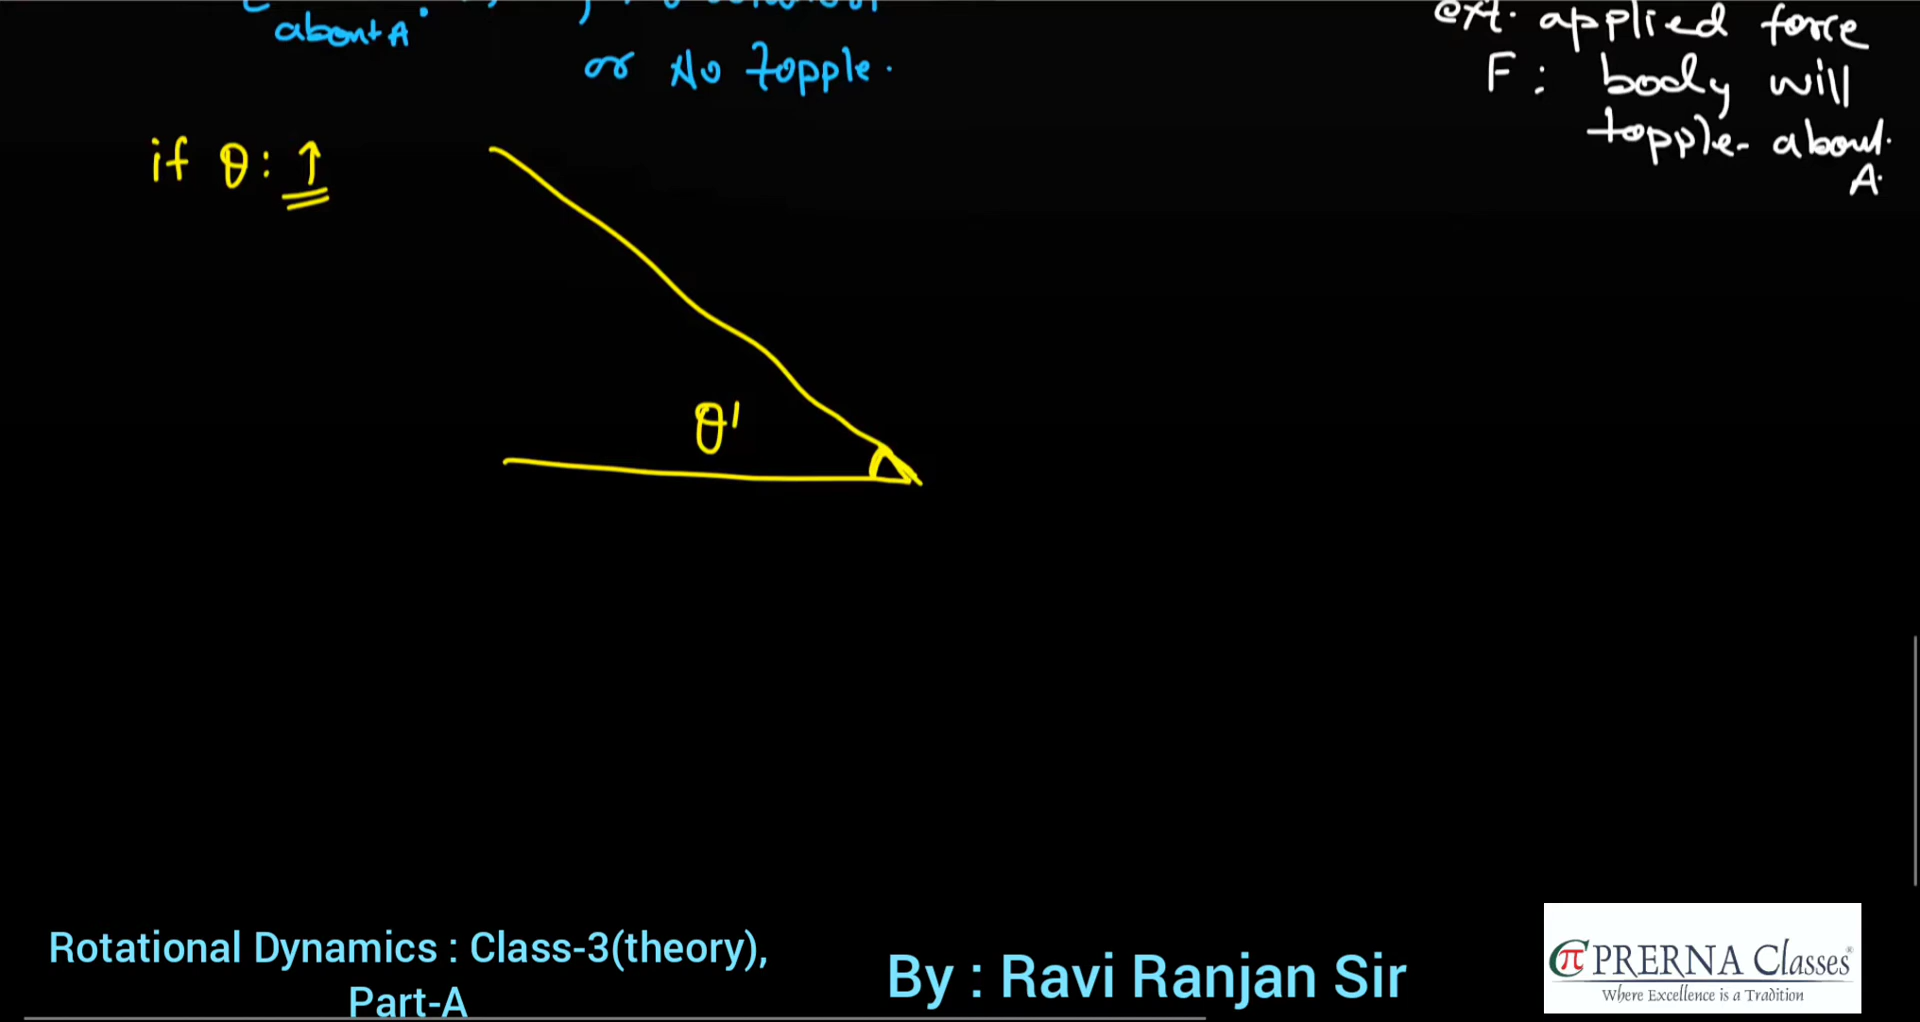 about A.
or No topple.
ext. applied force
F : body will
topple- about.
A.
if θ : ↑
θ'
Rotational Dynamics : Class-3(theory),
Part-A
By : Ravi Ranjan Sir
π PRERNA Classes®
Where Excellence is a Tradition